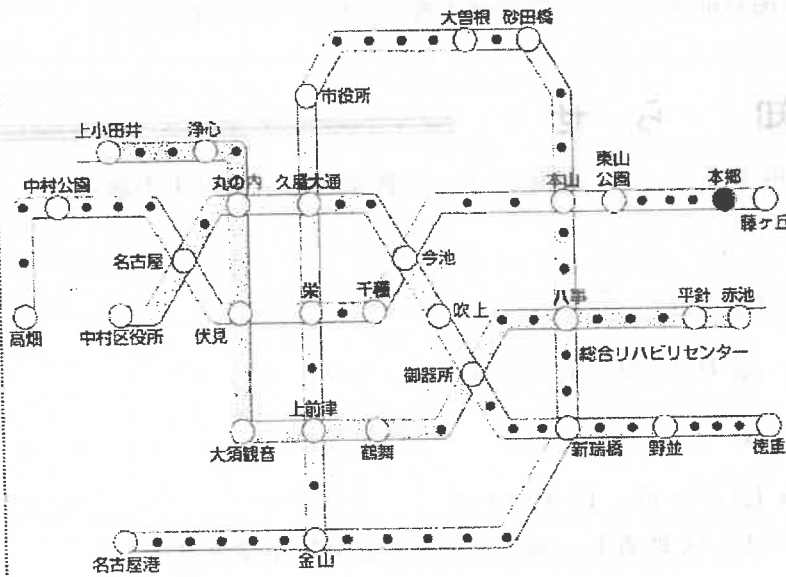 大曽根 砂田橋
知 ら せ
市役所
上小田井 浄心
東山
公園
本郷
中村公園
丸の内 久屋大通
本山
藤ヶ丘
名古屋
今池
栄 千種
吹上
八事
平針 赤池
高畑
中村区役所
伏見
総合リハビリセンター
御器所
上前津
大須観音
鶴舞
新瑞橋
野並
徳重
名古屋港
金山